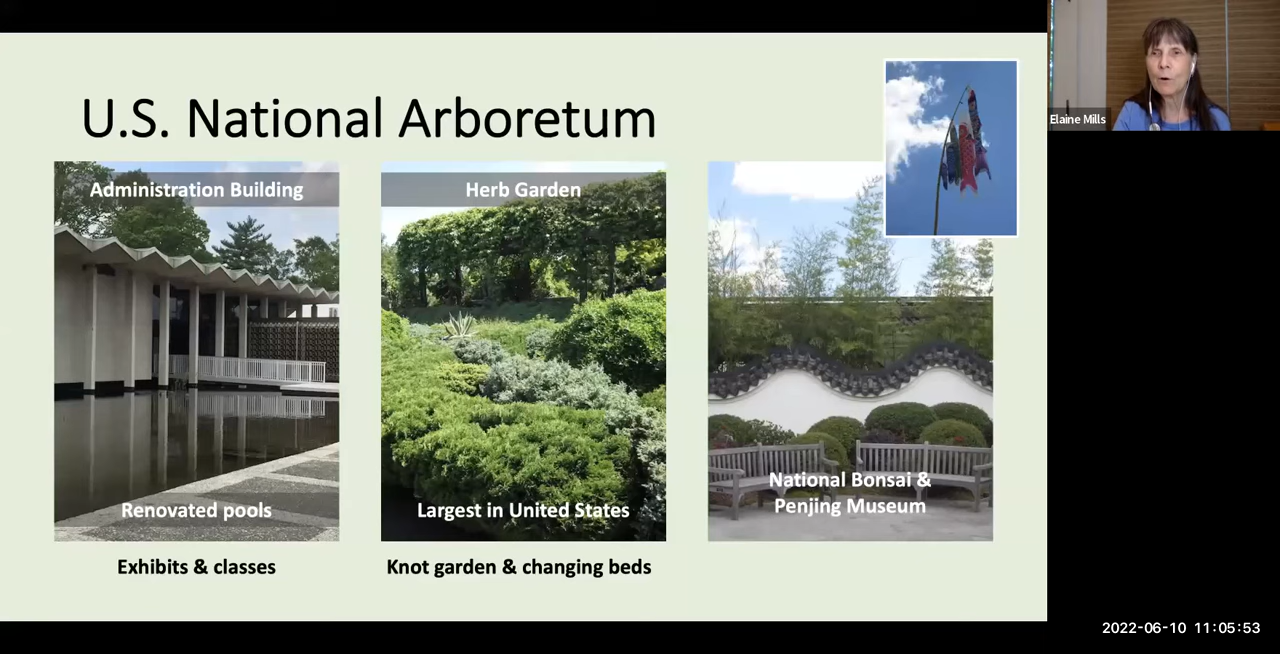 U.S. National Arboretum
Elaine Mills
Administration Building
Herb Garden
Renovated pools
Largest in United States
National Bonsai &
Penjing Museum
Exhibits & classes
Knot garden & changing beds
2022-06-10 11:05:53